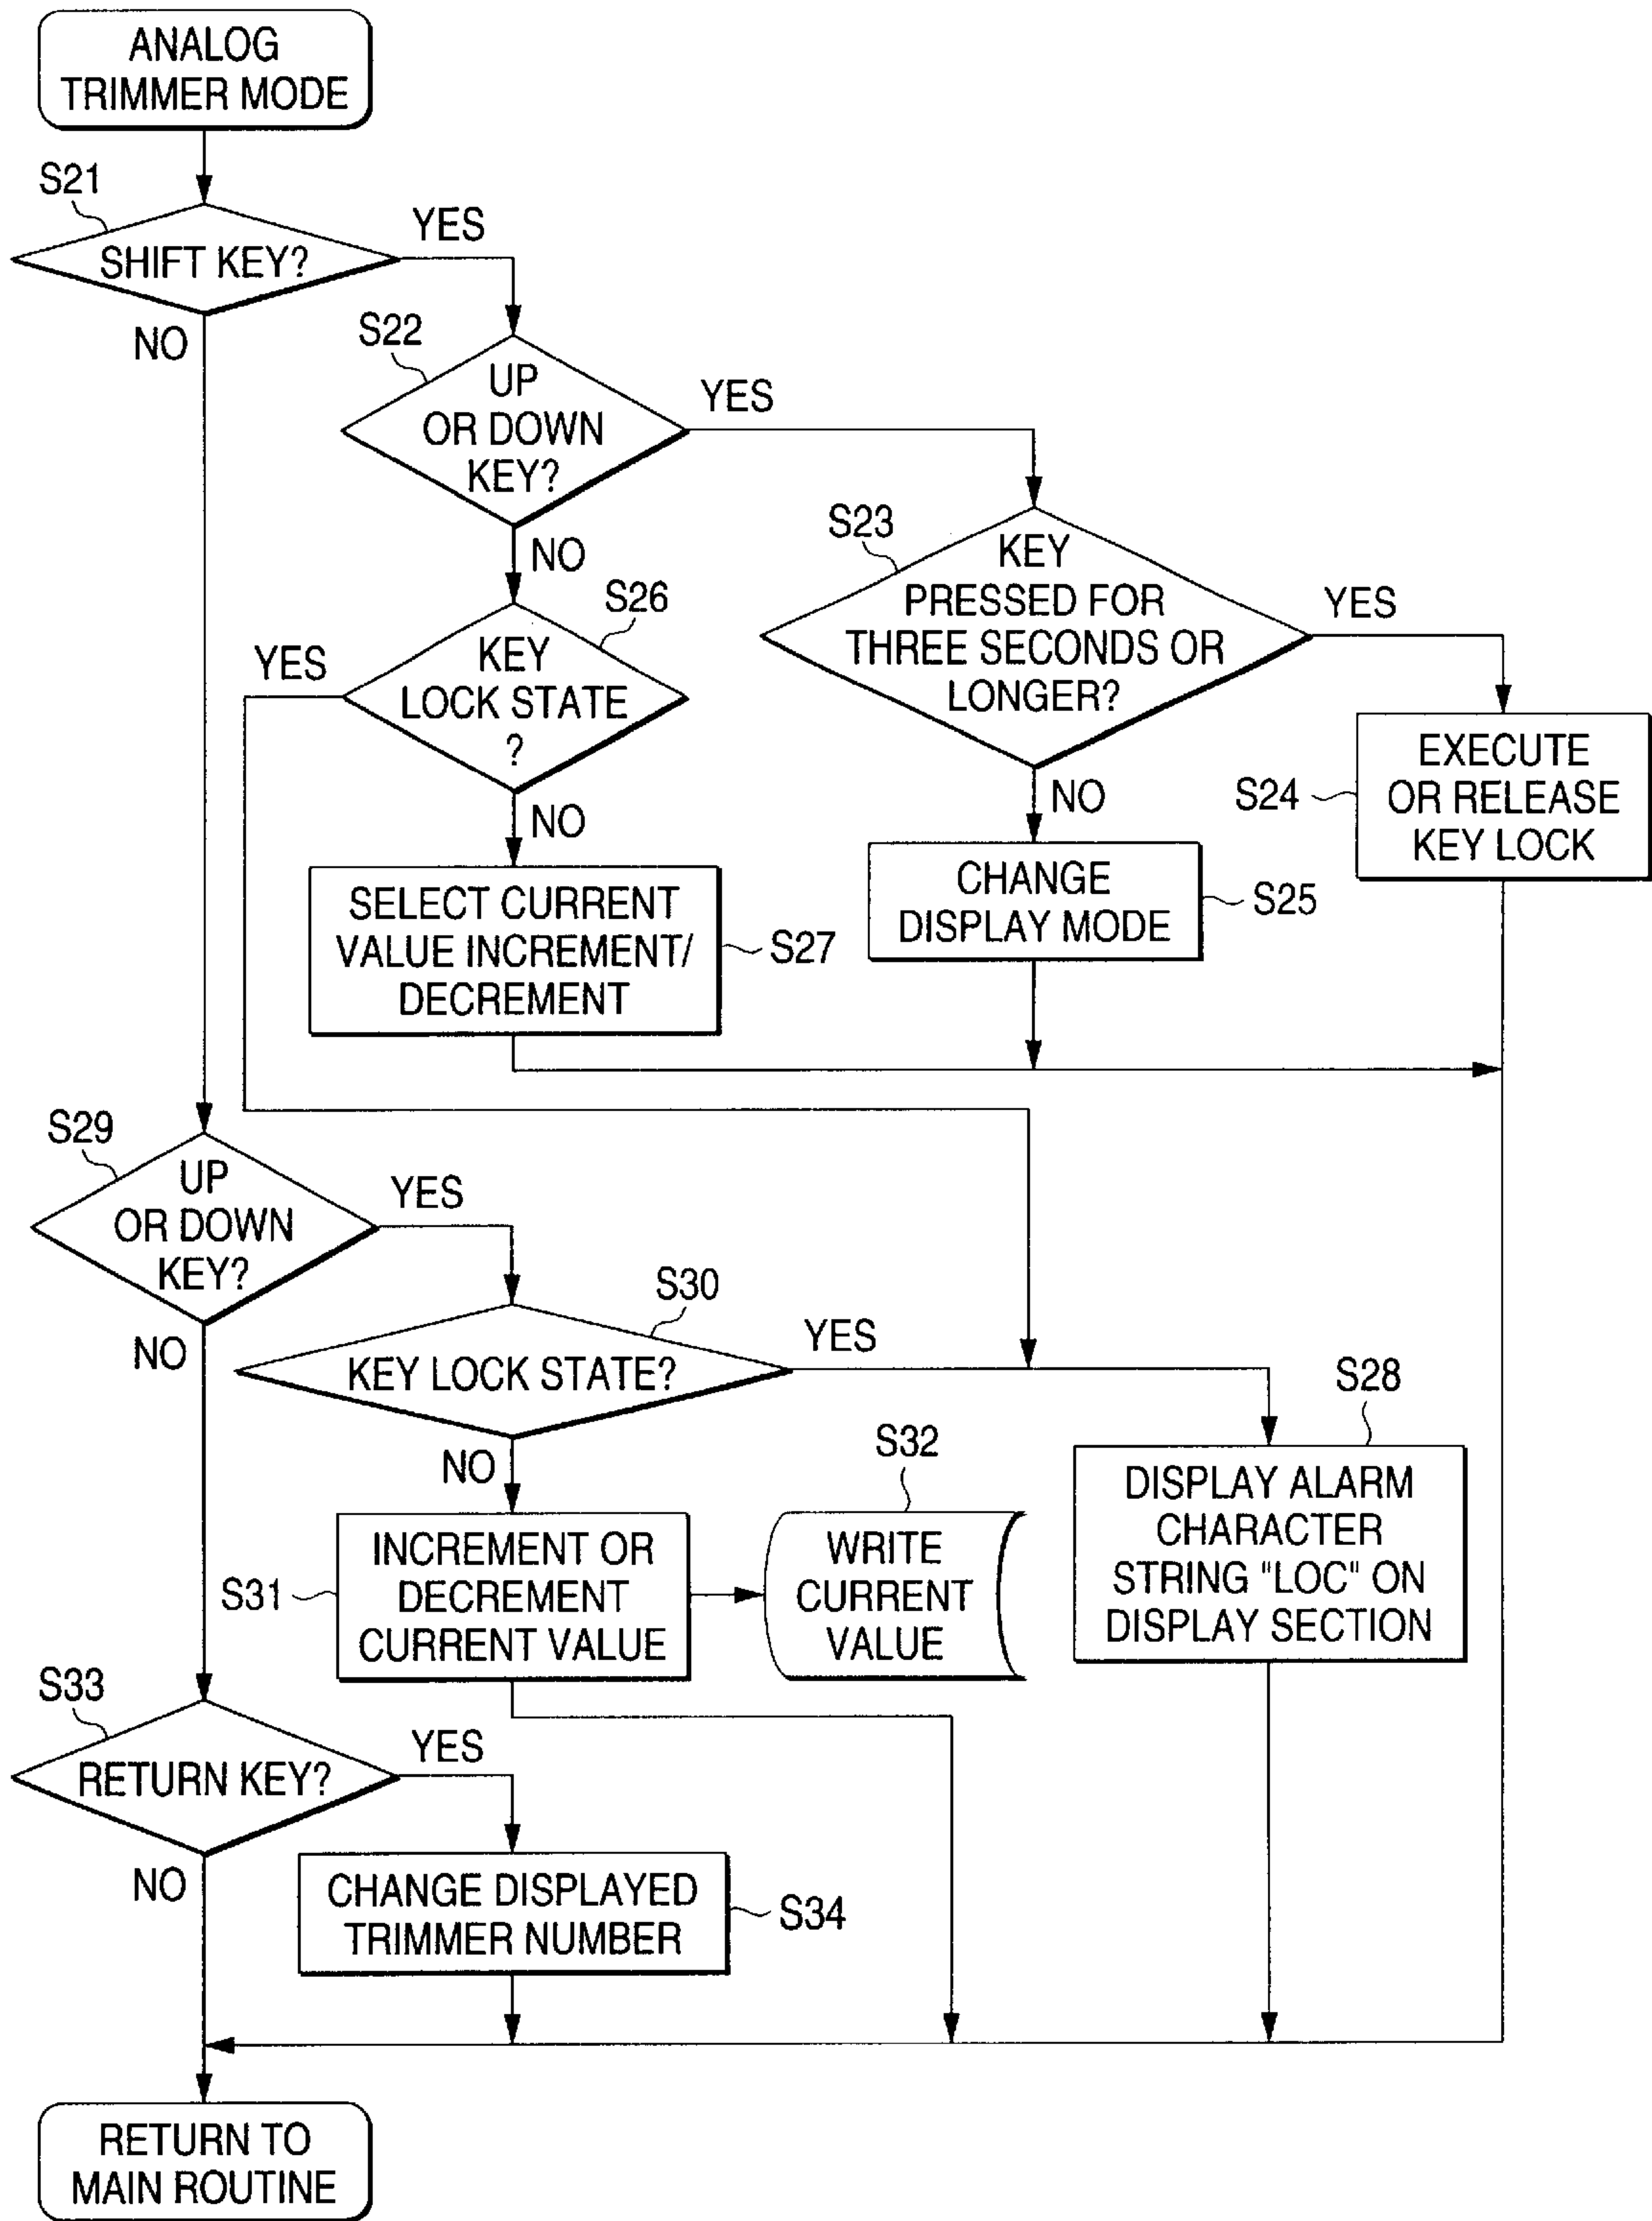 ANALOG
TRIMMER MODE
S21
SHIFT KEY?
YES
NO
S22
UP
OR DOWN
KEY?
YES
NO
S23
KEY
PRESSED FOR
THREE SECONDS OR
LONGER?
YES
NO
S24
EXECUTE
OR RELEASE
KEY LOCK
CHANGE
DISPLAY MODE
S25
S26
KEY
LOCK STATE
?
YES
NO
SELECT CURRENT
VALUE INCREMENT/
DECREMENT
S27
S29
UP
OR DOWN
KEY?
YES
NO
S30
KEY LOCK STATE?
YES
NO
S28
DISPLAY ALARM
CHARACTER
STRING "LOC" ON
DISPLAY SECTION
S31
INCREMENT OR
DECREMENT
CURRENT VALUE
S32
WRITE
CURRENT
VALUE
S33
RETURN KEY?
YES
NO
CHANGE DISPLAYED
TRIMMER NUMBER
S34
RETURN TO
MAIN ROUTINE